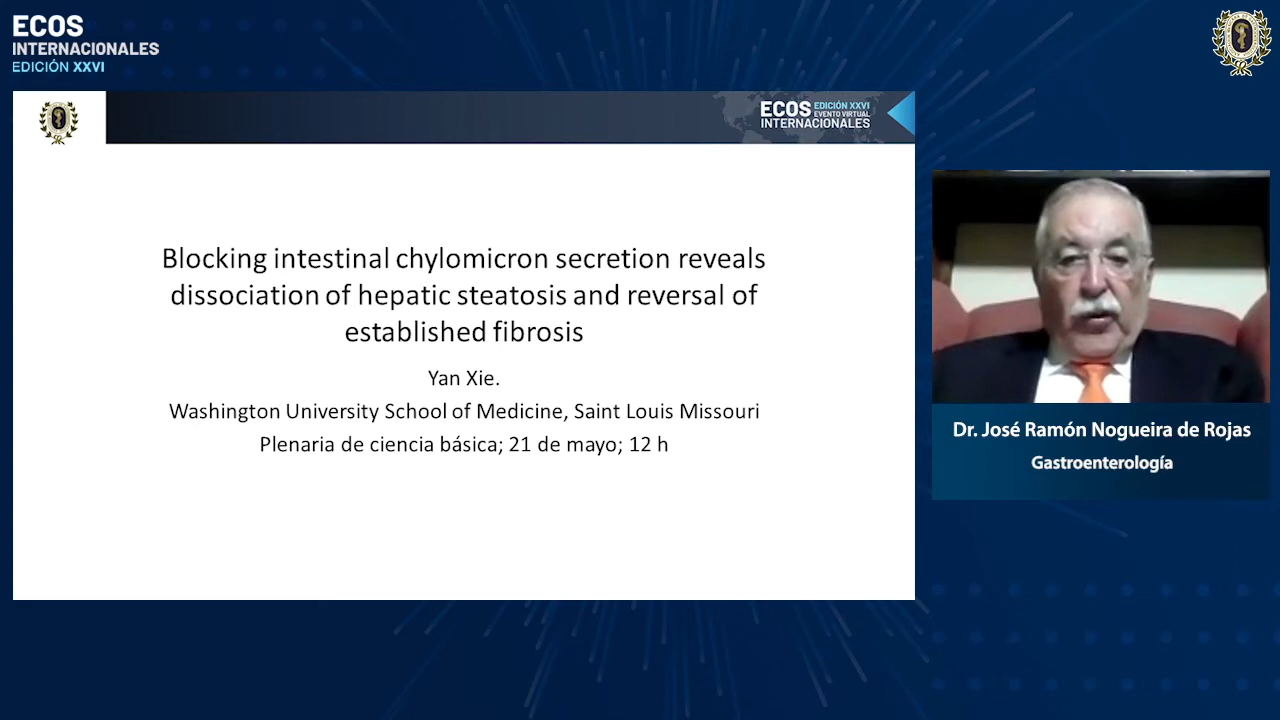 ECOS
INTERNACIONALES
EDICIÓN XXVI
ECOS EDICIÓN XXVI
EVENTO VIRTUAL
INTERNACIONALES
Blocking intestinal chylomicron secretion reveals
dissociation of hepatic steatosis and reversal of
established fibrosis
Yan Xie.
Washington University School of Medicine, Saint Louis Missouri
Plenaria de ciencia básica; 21 de mayo; 12 h
Dr. José Ramón Nogueira de Rojas
Gastroenterología